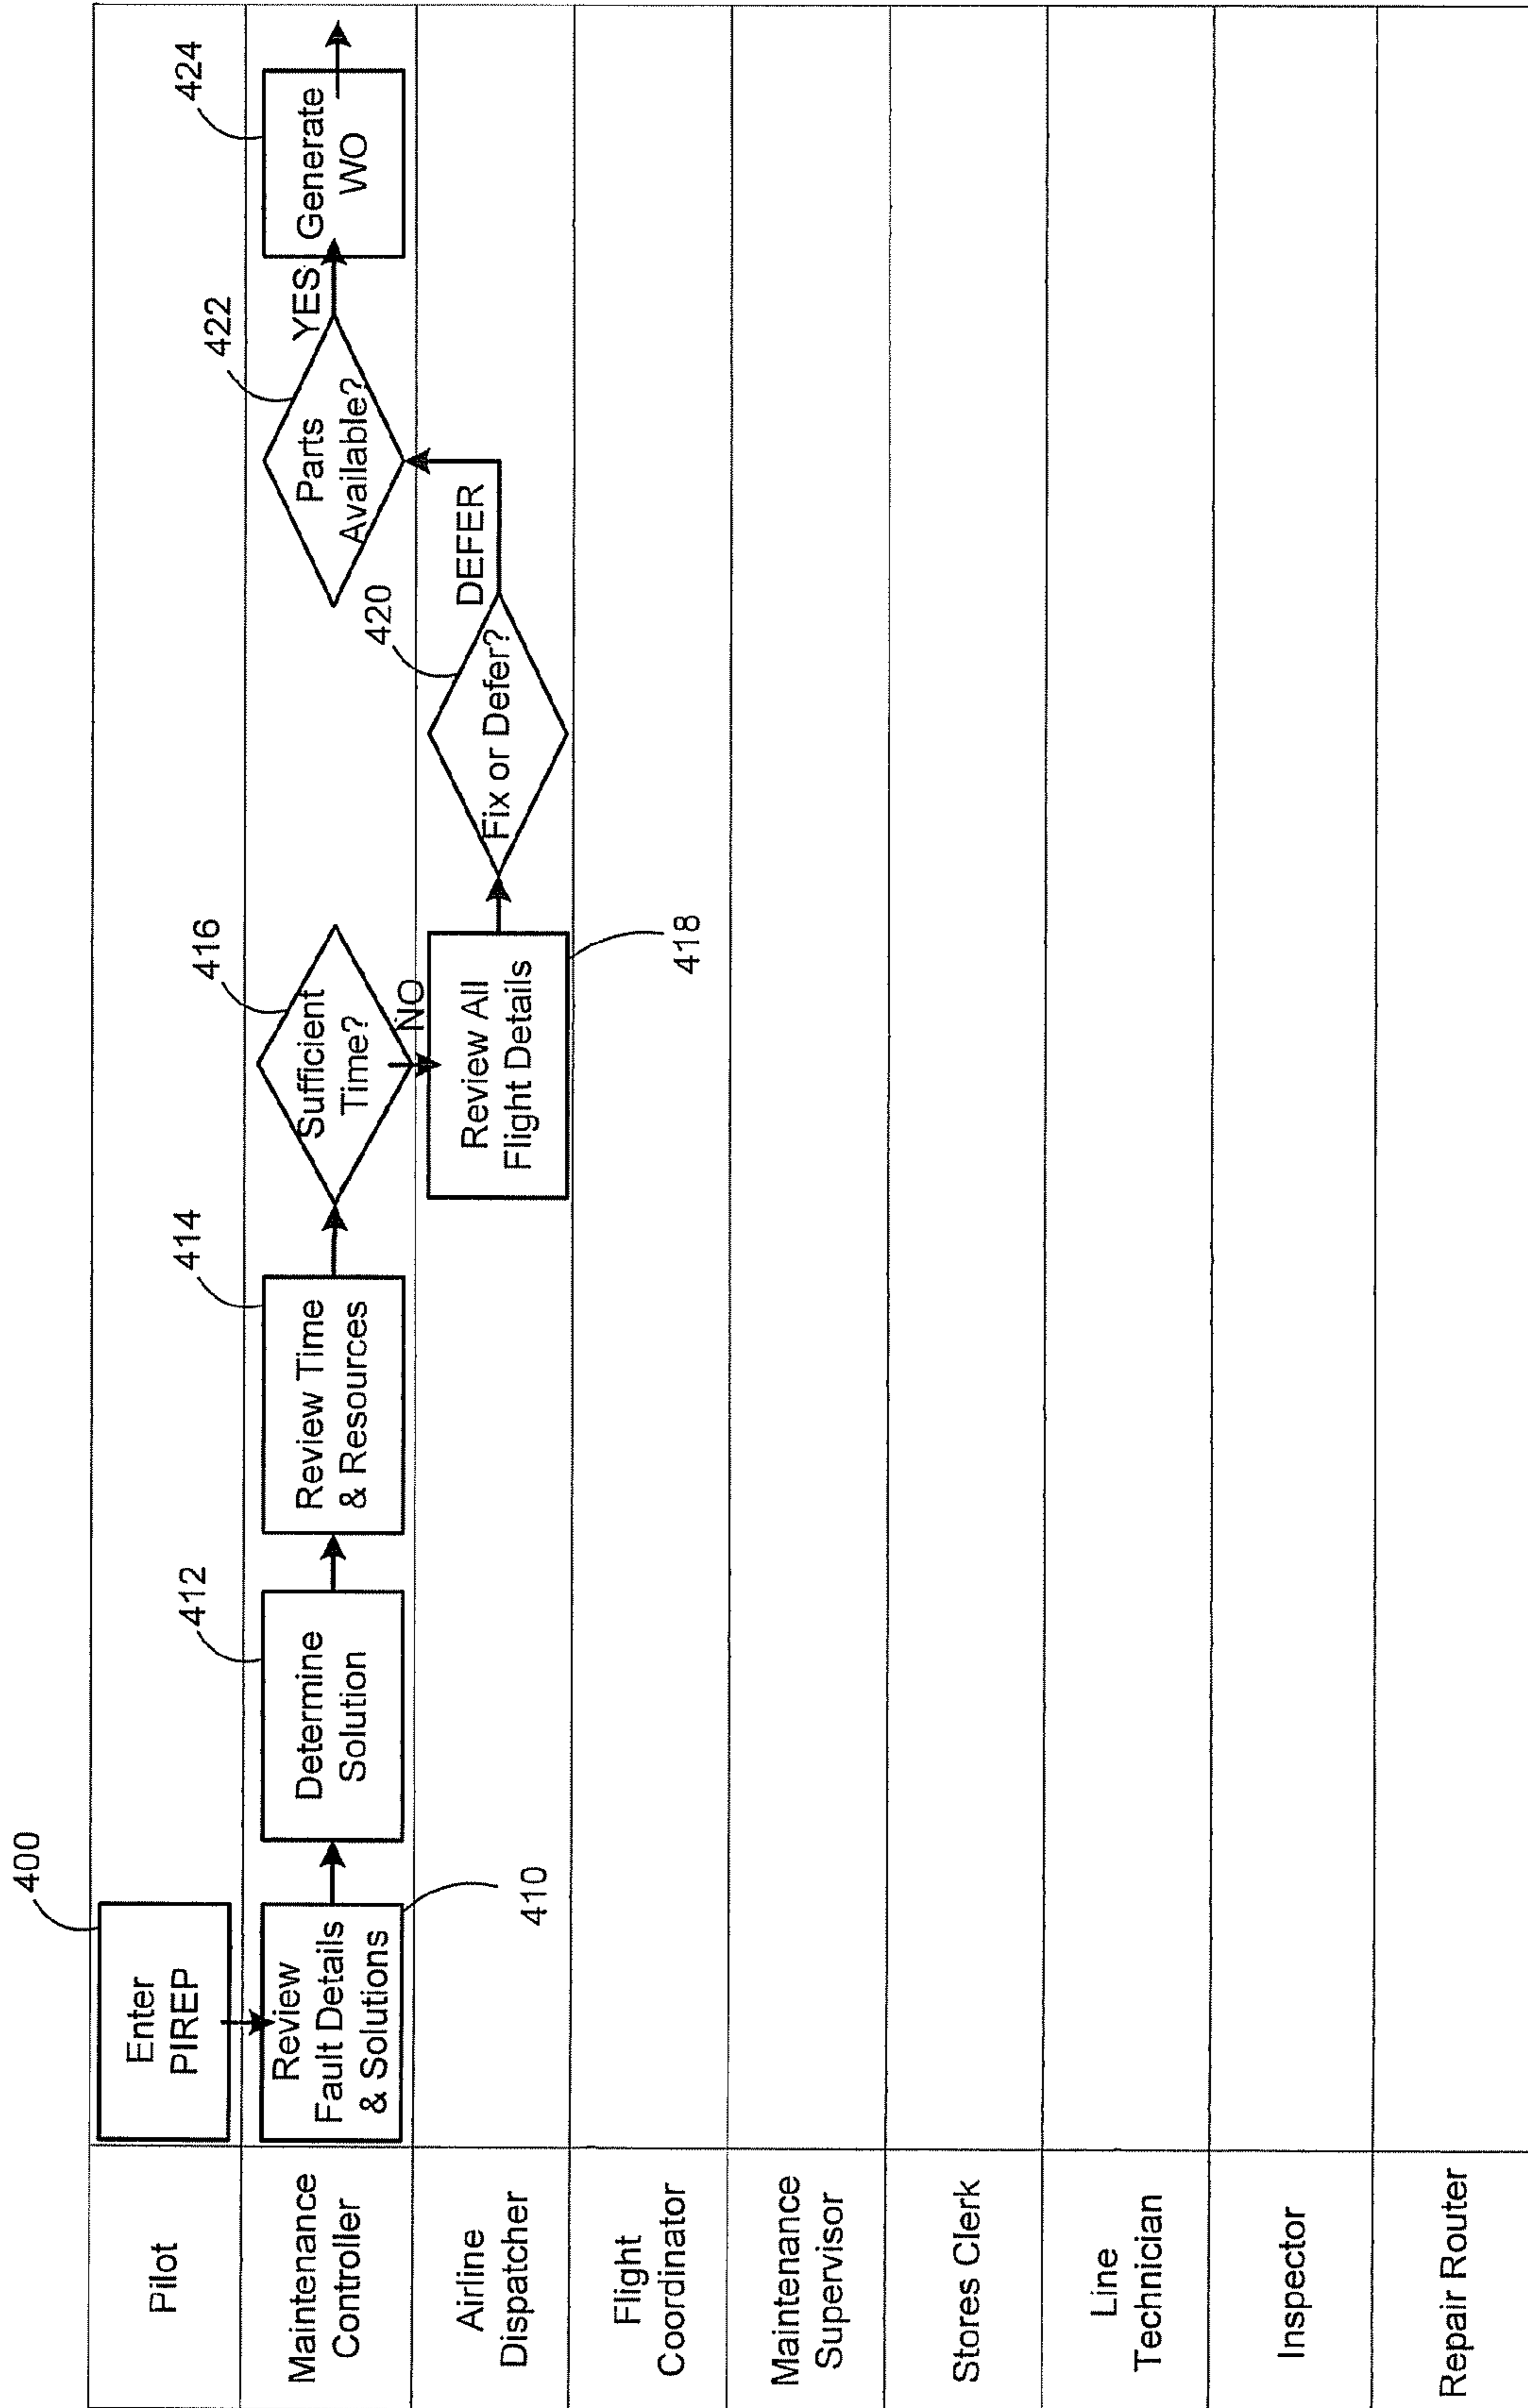 Pilot
Maintenance
Controller
Airline
Dispatcher
Flight
Coordinator
Maintenance
Supervisor
Stores Clerk
Line
Technician
Inspector
Repair Router
400
Enter
PIREP
Review
Fault Details
& Solutions
410
412
Determine
Solution
414
Review Time
& Resources
416
Sufficient
Time?
NO
Review All
Flight Details
418
420
Fix or Defer?
DEFER
422
Parts
Available?
YES
424
Generate
WO